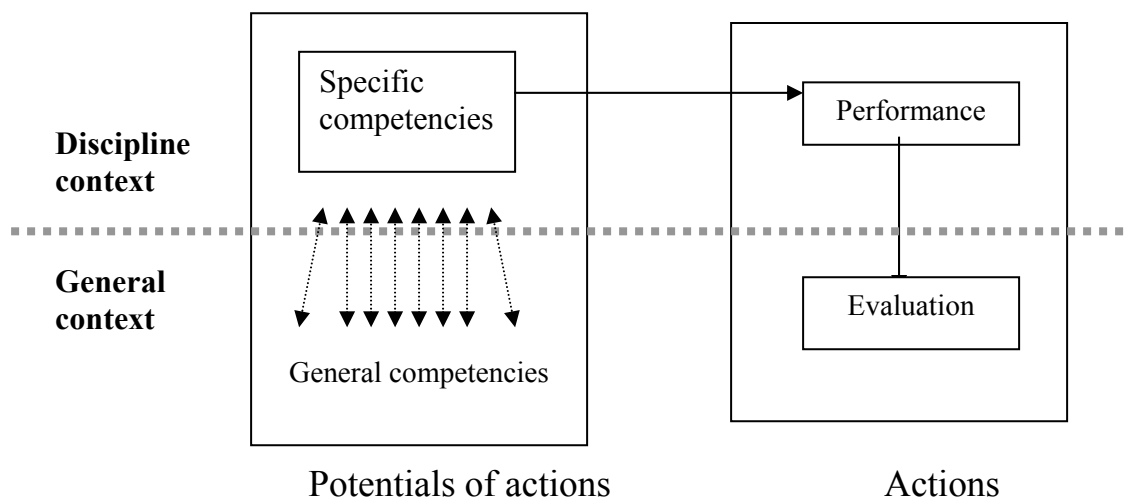 Specific
competencies
Performance
Discipline
context
General
context
Evaluation
General competencies
Potentials of actions
Actions